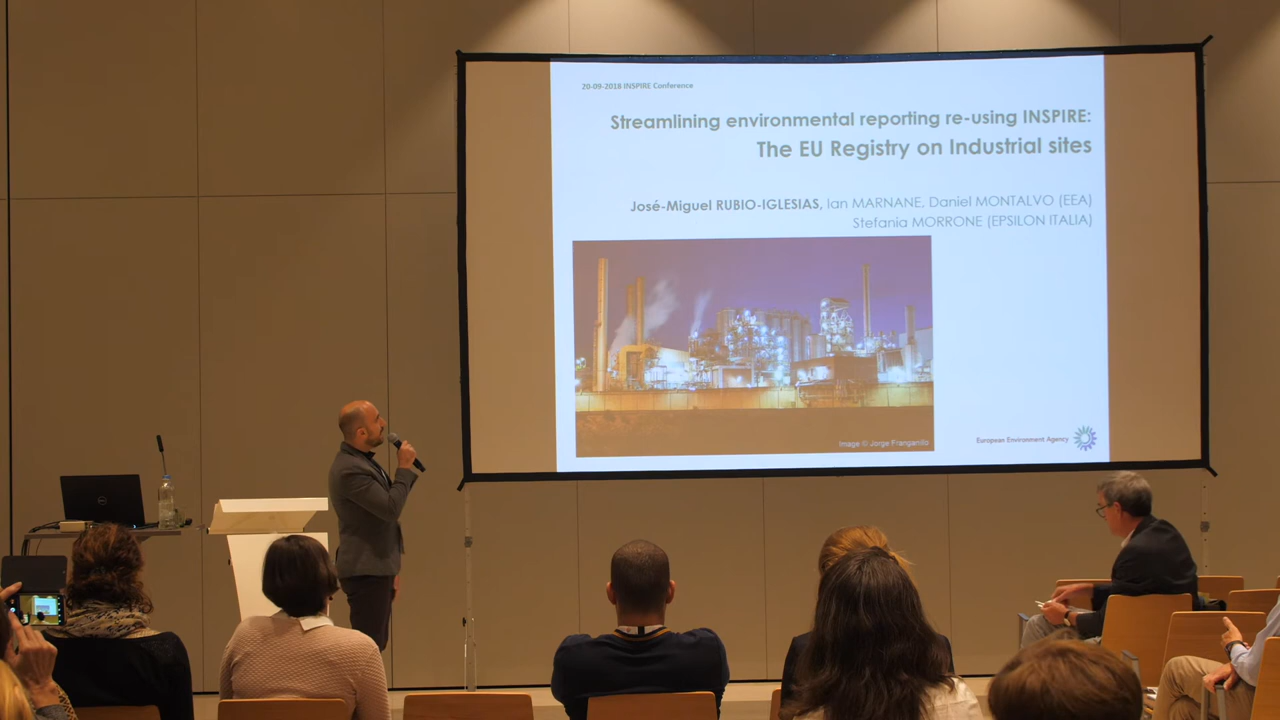 20-09-2018 INSPIRE Conference
Streamlining environmental reporting re-using INSPIRE:
The EU Registry on Industrial sites
José-Miguel RUBIO-IGLESIAS, Ian MARNANE, Daniel MONTALVO (EEA)
Stefania MORRONE (EPSILON ITALIA)
Image © Jorge Franganillo
European Environment Agency
DELL